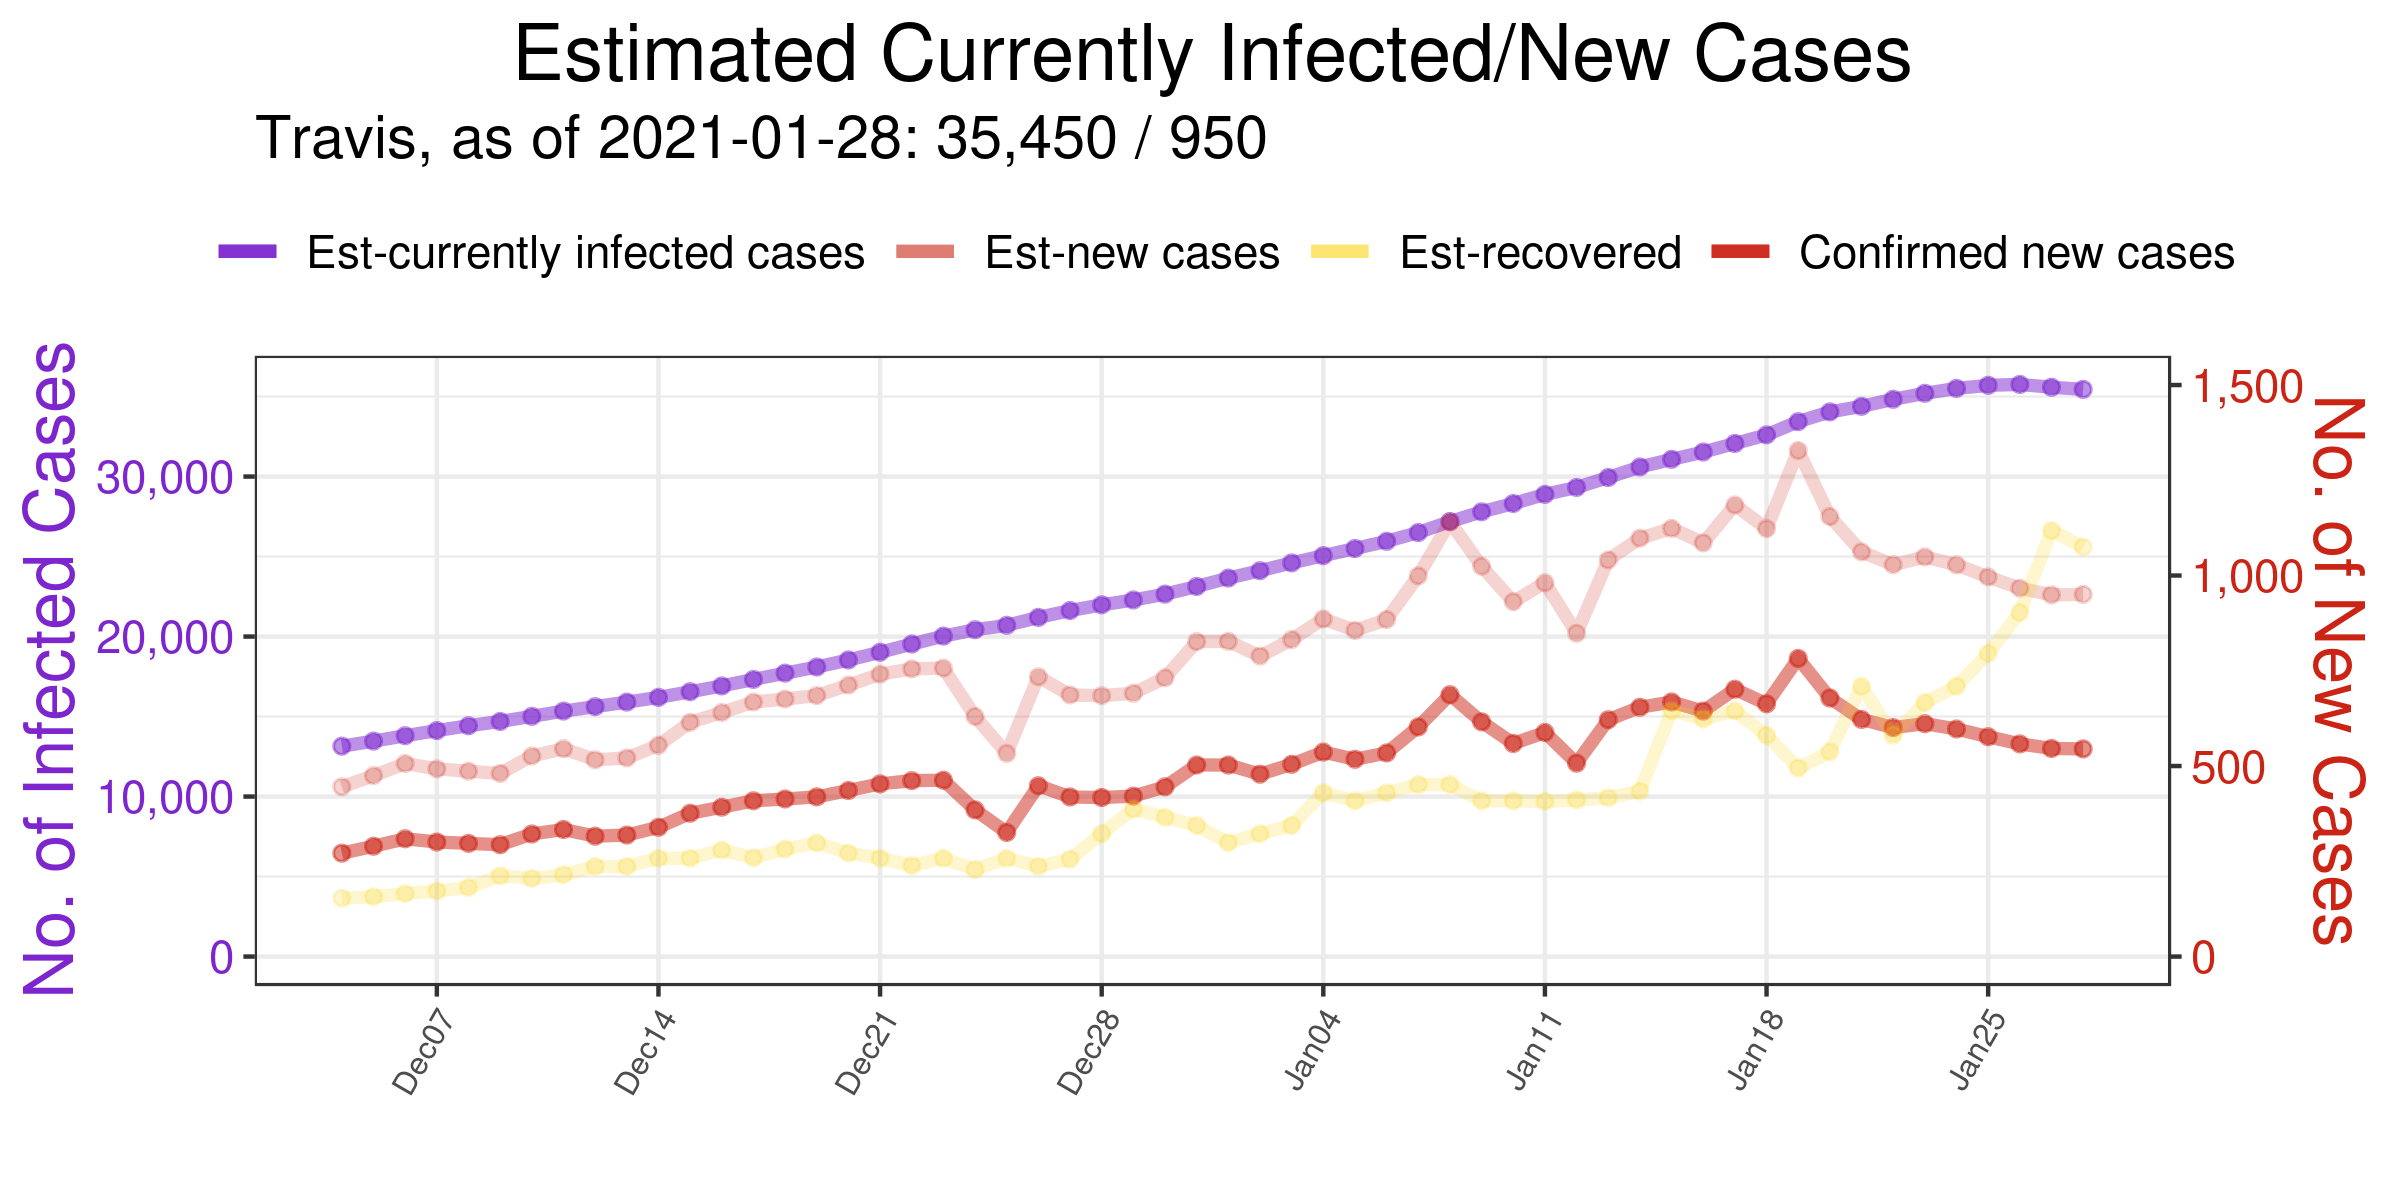 Estimated Currently Infected/New Cases
Travis, as of 2021-01-28: 35,450 / 950
Est-currently infected cases Est-new cases Est-recovered Confirmed new cases
No. of Infected Cases
30,000
20,000
10,000
0
1,500
1,000
500
0
No. of New Cases
Dec07 Dec14 Dec21 Dec28 Jan04 Jan11 Jan18 Jan25